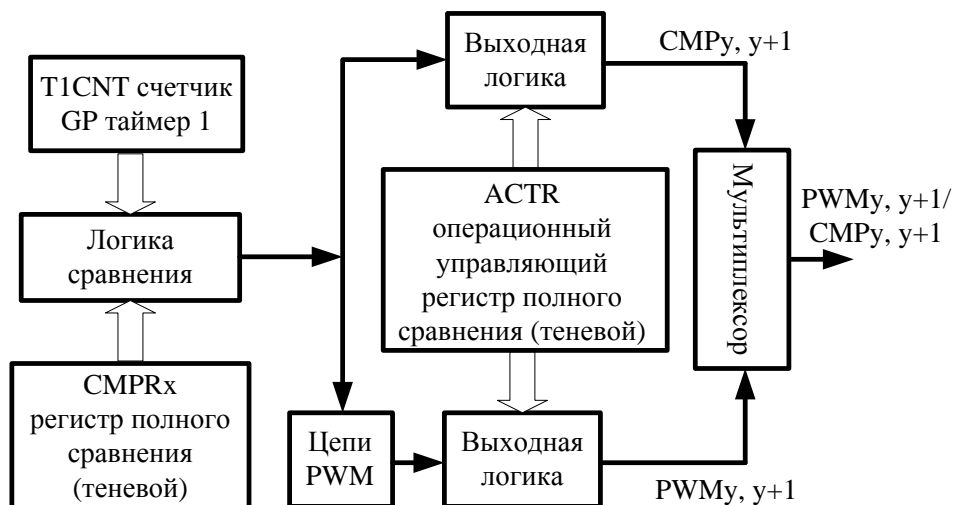 T1CNT счетчик
GP таймер 1
Логика
сравнения
CMPRx
регистр полного
сравнения
(теневой)
Выходная
логика
CMPy, y+1
ACTR
операционный
управляющий
регистр полного
сравнения (теневой)
Цепи
PWM
Выходная
логика
PWMy, y+1
Мультиплексор
PWMy, y+1/
CMPy, y+1